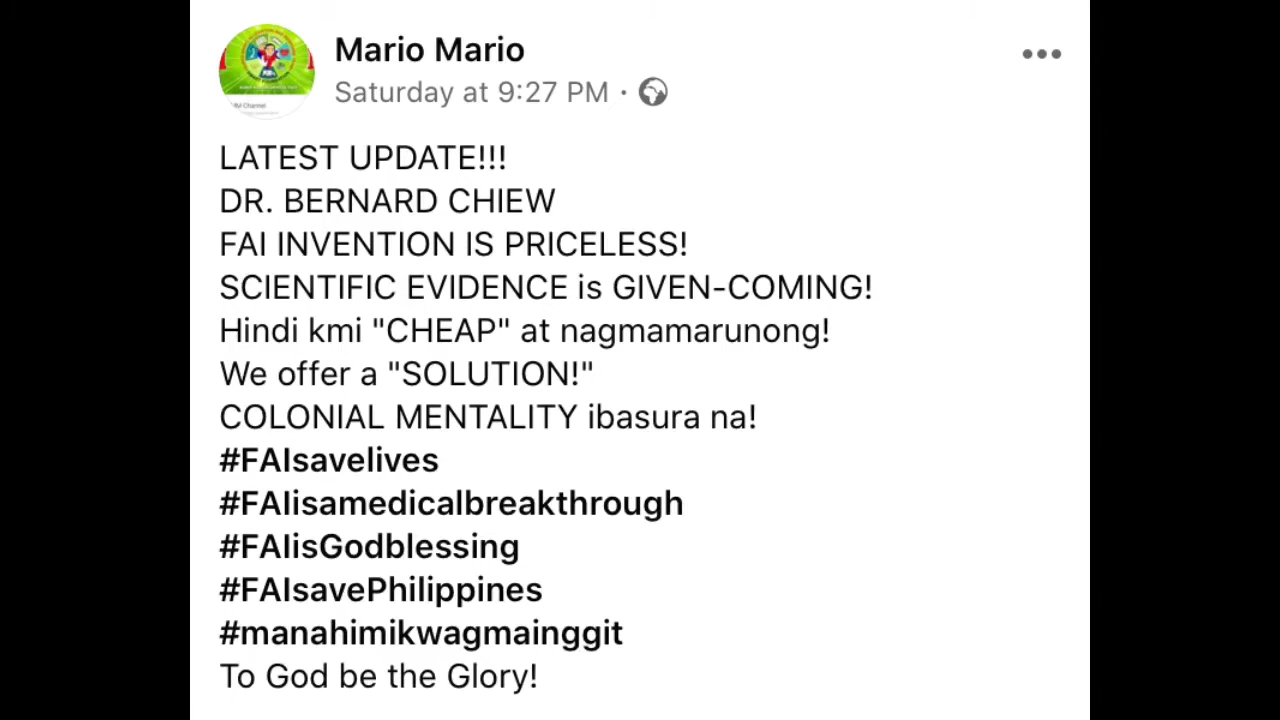 Mario Mario
Saturday at 9:27 PM ·
LATEST UPDATE!!!
DR. BERNARD CHIEW
FAI INVENTION IS PRICELESS!
SCIENTIFIC EVIDENCE is GIVEN-COMING!
Hindi kmi "CHEAP" at nagmamarunong!
We offer a "SOLUTION!"
COLONIAL MENTALITY ibasura na!
#FAIsavelives
#FAIisamedicalbreakthrough
#FAIisGodblessing
#FAIsavePhilippines
#manahimikwagmainggit
To God be the Glory!